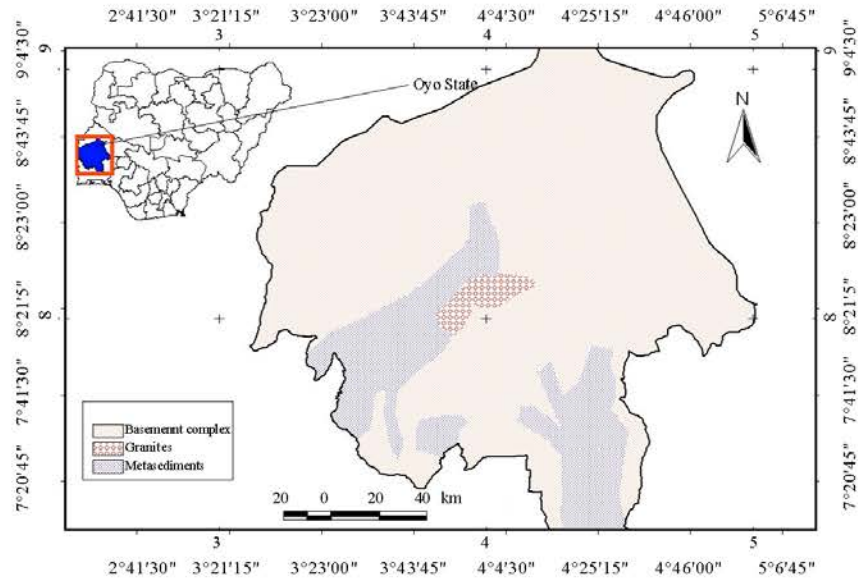 2°41'30" 3°21'15" 3°23'00" 3°43'45" 4°4'30" 4°25'15" 4°46'00" 5°6'45"
3 4 5
9 9
9°4'30" 9°4'30"
Oyo State
8°43'45" 8°43'45"
N
8°23'00" 8°23'00"
8°21'5" 8 8 8°21'5"
7°41'30" 7°41'30"
Basemennt complex
Granites
Metasediments
7°20'45" 7°20'45"
20 0 20 40 km
3 4 5
2°41'30" 3°21'15" 3°23'00" 3°43'45" 4°4'30" 4°25'15" 4°46'00" 5°6'45"